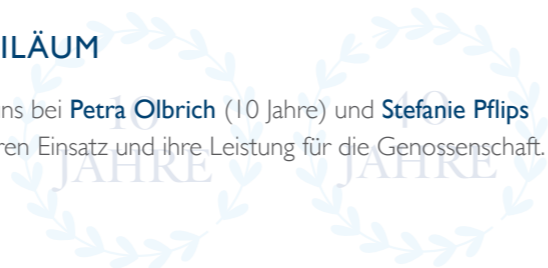 ILÄUM
ns bei Petra Olbrich (10 Jahre) und Stefanie Pflips
ren Einsatz und ihre Leistung für die Genossenschaft.
10 JAHRE
40 JAHRE